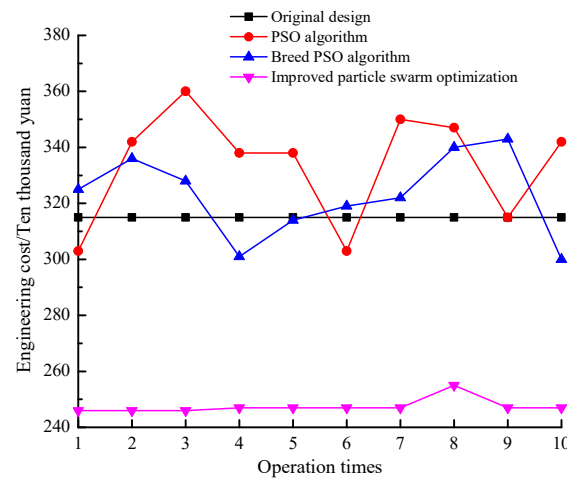 Original design
PSO algorithm
Breed PSO algorithm
Improved particle swarm optimization
380
360
340
320
300
280
260
240
Engineering cost/Ten thousand yuan
1 2 3 4 5 6 7 8 9 10
Operation times